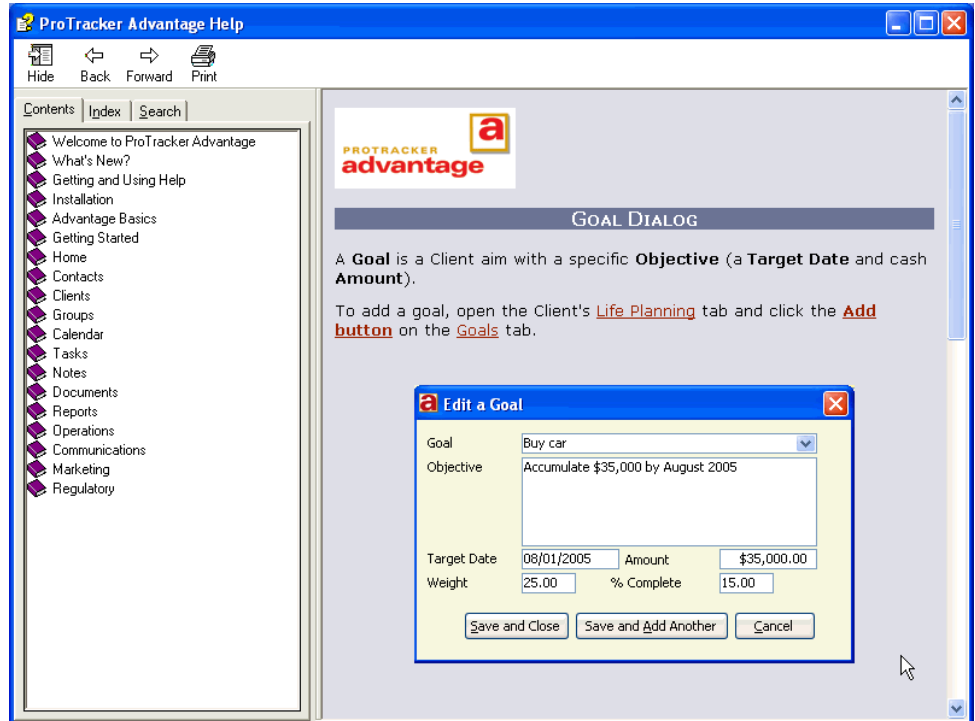 ProTracker Advantage Help
Hide Back Forward Print
Contents Index Search
Welcome to ProTracker Advantage
What's New?
Getting and Using Help
Installation
Advantage Basics
Getting Started
Home
Contacts
Clients
Groups
Calendar
Tasks
Notes
Documents
Reports
Operations
Communications
Marketing
Regulatory
a
PROTRACKER
advantage
GOAL DIALOG
A Goal is a Client aim with a specific Objective (a Target Date and cash
Amount).
To add a goal, open the Client's Life Planning tab and click the Add
button on the Goals tab.
a Edit a Goal
Goal Buy car
Objective Accumulate $35,000 by August 2005
Target Date 08/01/2005 Amount $35,000.00
Weight 25.00 % Complete 15.00
Save and Close Save and Add Another Cancel